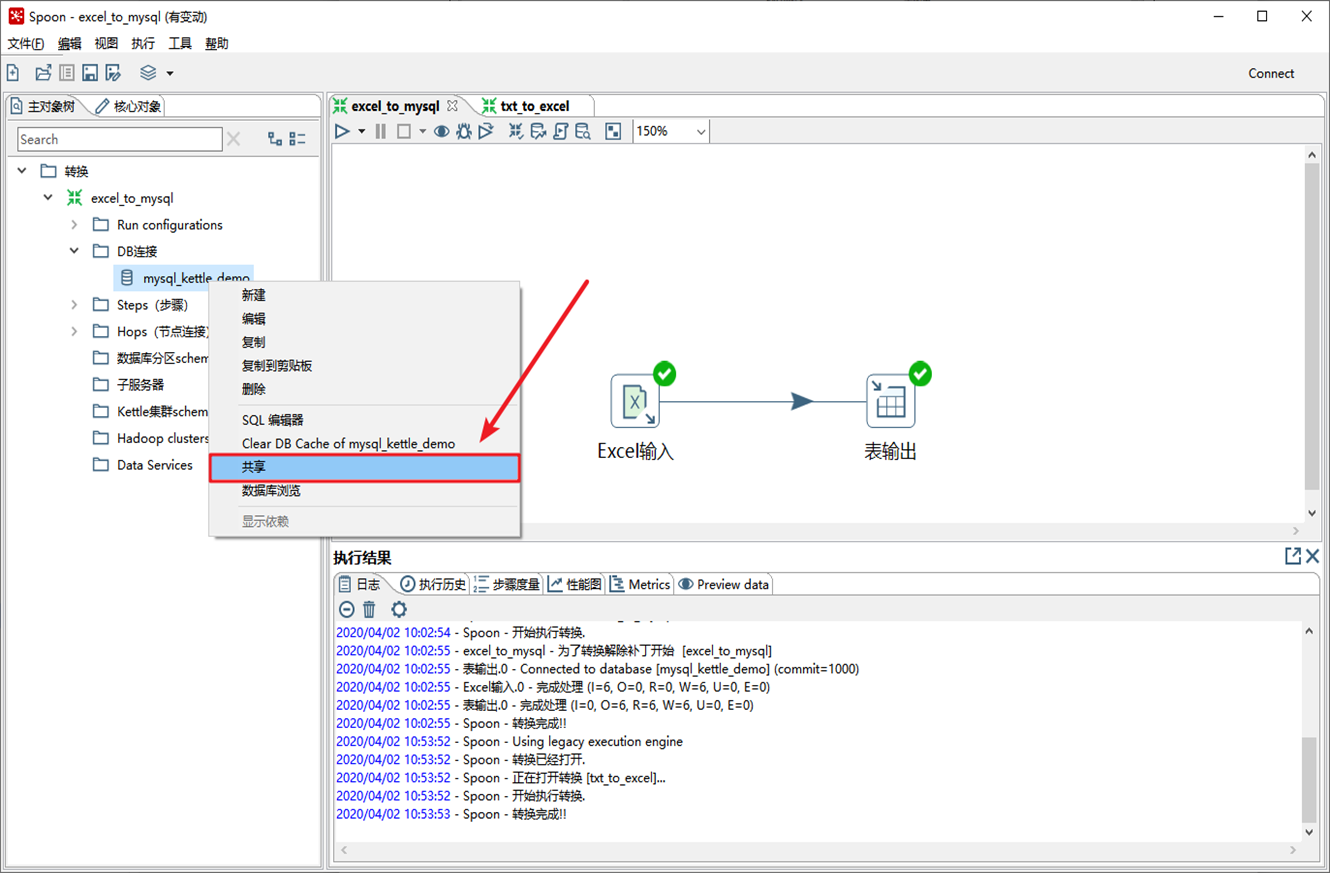 Spoon - excel_to_mysql (有变动)
文件(F) 编辑 视图 执行 工具 帮助
Connect
主对象树 核心对象
Search
转换
excel_to_mysql
Run configurations
DB连接
mysql_kettle_demo
Steps（步骤）
Hops（节点连接）
数据库分区schem
子服务器
Kettle集群schem
Hadoop clusters
Data Services
新建
编辑
复制
复制到剪贴板
删除
SQL 编辑器
Clear DB Cache of mysql_kettle_demo
共享
数据库浏览
显示依赖
excel_to_mysql txt_to_excel
150%
Excel输入 表输出
执行结果
日志 执行历史 步骤度量 性能图 Metrics Preview data
2020/04/02 10:02:54 - Spoon - 开始执行转换.
2020/04/02 10:02:55 - excel_to_mysql - 为了转换解除补丁开始 [excel_to_mysql]
2020/04/02 10:02:55 - 表输出.0 - Connected to database [mysql_kettle_demo] (commit=1000)
2020/04/02 10:02:55 - Excel输入.0 - 完成处理 (I=6, O=0, R=0, W=6, U=0, E=0)
2020/04/02 10:02:55 - 表输出.0 - 完成处理 (I=0, O=6, R=6, W=6, U=0, E=0)
2020/04/02 10:02:55 - Spoon - 转换完成!!
2020/04/02 10:53:52 - Spoon - Using legacy execution engine
2020/04/02 10:53:52 - Spoon - 转换已经打开.
2020/04/02 10:53:52 - Spoon - 正在打开转换 [txt_to_excel]...
2020/04/02 10:53:52 - Spoon - 开始执行转换.
2020/04/02 10:53:53 - Spoon - 转换完成!!